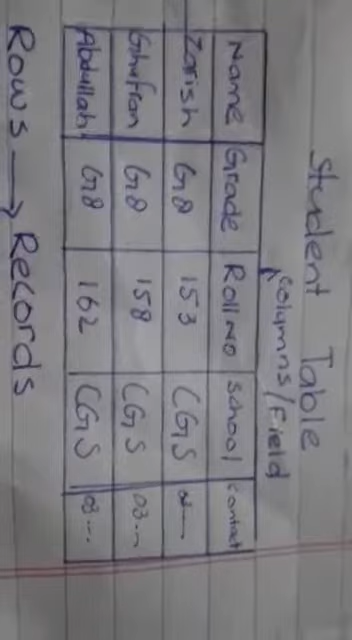 Student Table
Columns/Field
Name Grade Roll no School Contact
Zarish G8 153 CGS
Ghufran G8 158 CGS 03....
Abdullah G8 162 CGS 03....
Rows → Records